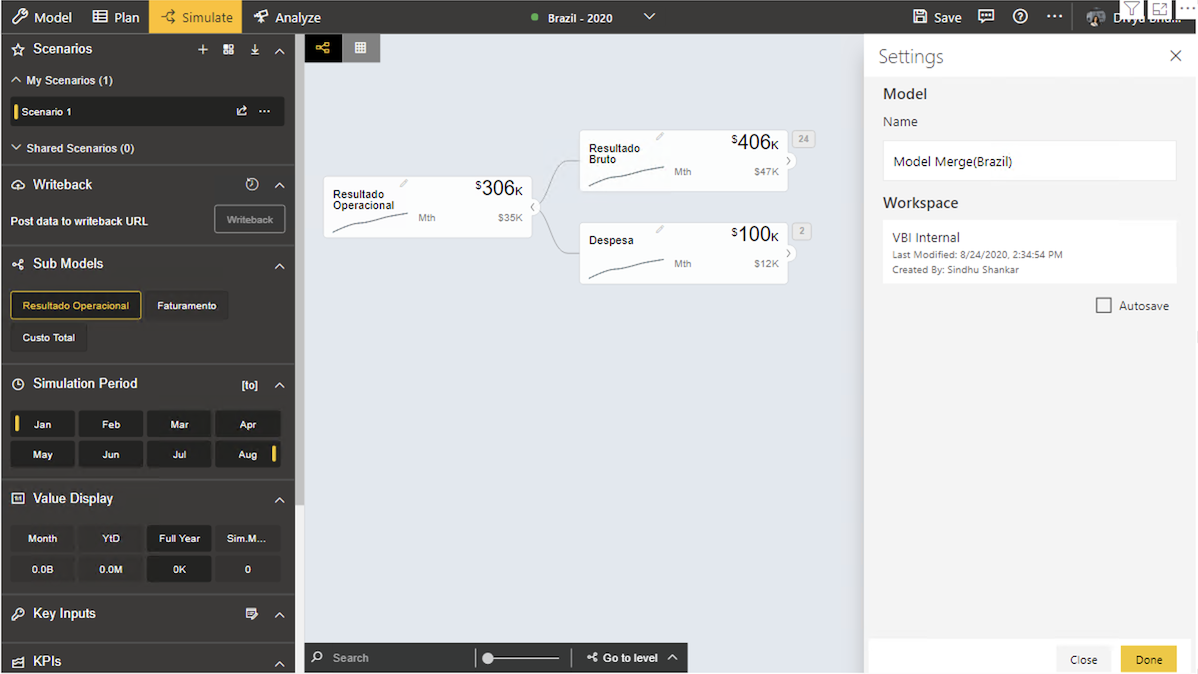 Model Plan Simulate Analyze Brazil - 2020 Save
Scenarios
My Scenarios (1)
Scenario 1
Shared Scenarios (0)
Writeback
Post data to writeback URL Writeback
Sub Models
Resultado Operacional Faturamento
Custo Total
Simulation Period [to]
Jan Feb Mar Apr
May Jun Jul Aug
Value Display
Month YtD Full Year Sim.M...
0.0B 0.0M 0K 0
Key Inputs
KPIs
Resultado
Operacional
$306K
Mth $35K
Resultado
Bruto
$406K
24
Mth $47K
Despesa
$100K
2
Mth $12K
Search Go to level
Settings
Model
Name
Model Merge(Brazil)
Workspace
VBI Internal
Last Modified: 8/24/2020, 2:34:54 PM
Created By: Sindhu Shankar
Autosave
Close Done